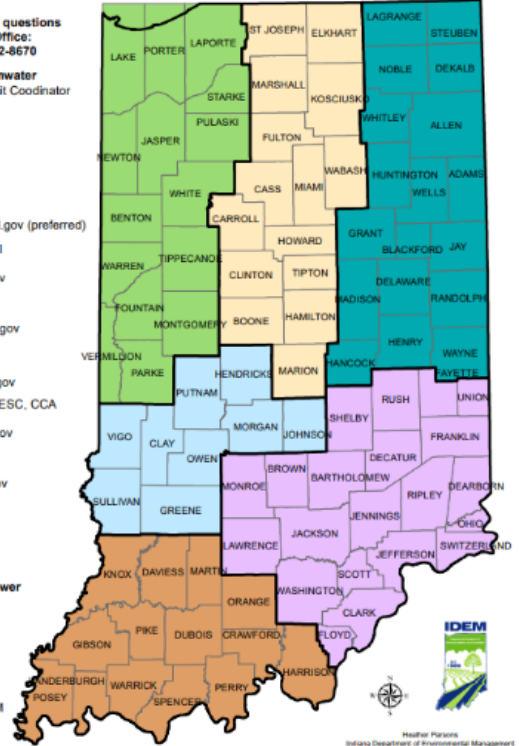 questions
Office:
2-8670
nwater
it Coodinator
l.gov (preferred)
v
gov
gov
ESC, CCA
ov
v
wer
LAKE
PORTER
LAPORTE
ST JOSEPH
ELKHART
LAGRANGE
STEUBEN
NOBLE
DEKALB
STARKE
MARSHALL
KOSCIUSKO
PULASKI
WHITLEY
ALLEN
NEWTON
JASPER
FULTON
WHITE
CASS
MIAMI
WABASH
HUNTINGTON
WELLS
ADAMS
BENTON
CARROLL
GRANT
BLACKFORD
JAY
WARREN
TIPPECANOE
HOWARD
CLINTON
TIPTON
MADISON
DELAWARE
RANDOLPH
FOUNTAIN
MONTGOMERY
BOONE
HAMILTON
HENRY
WAYNE
VERMILLION
PARKE
HENDRICKS
MARION
HANCOCK
FAYETTE
PUTNAM
RUSH
UNION
VIGO
CLAY
MORGAN
JOHNSON
SHELBY
FRANKLIN
OWEN
DECATUR
SULLIVAN
GREENE
MONROE
BROWN
BARTHOLOMEW
RIPLEY
DEARBORN
JENNINGS
OHIO
LAWRENCE
JACKSON
JEFFERSON
SWITZERLAND
KNOX
DAVIESS
MARTIN
SCOTT
ORANGE
WASHINGTON
CLARK
PIKE
DUBOIS
CRAWFORD
FLOYD
GIBSON
HARRISON
ANDERBURGH
POSEY
WARRICK
SPENCER
PERRY
IDEM
Heather Parsons
Indiana Department of Environmental Management